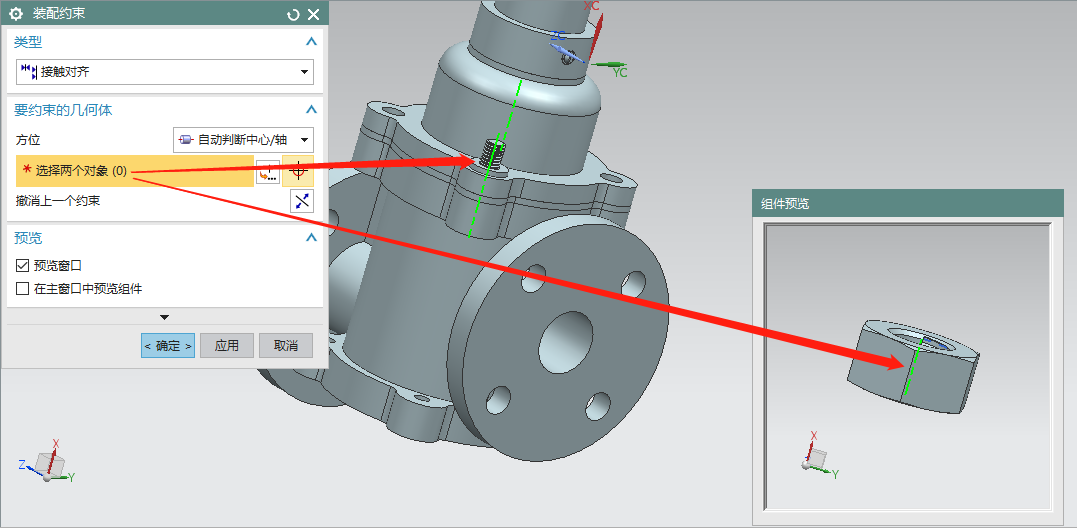 装配约束
类型
接触对齐
要约束的几何体
方位
自动判断中心/轴
* 选择两个对象 (0)
撤消上一个约束
预览
预览窗口
在主窗口中预览组件
< 确定 >
应用
取消
XC
ZC
YC
组件预览
X
Z
Y
X
Y